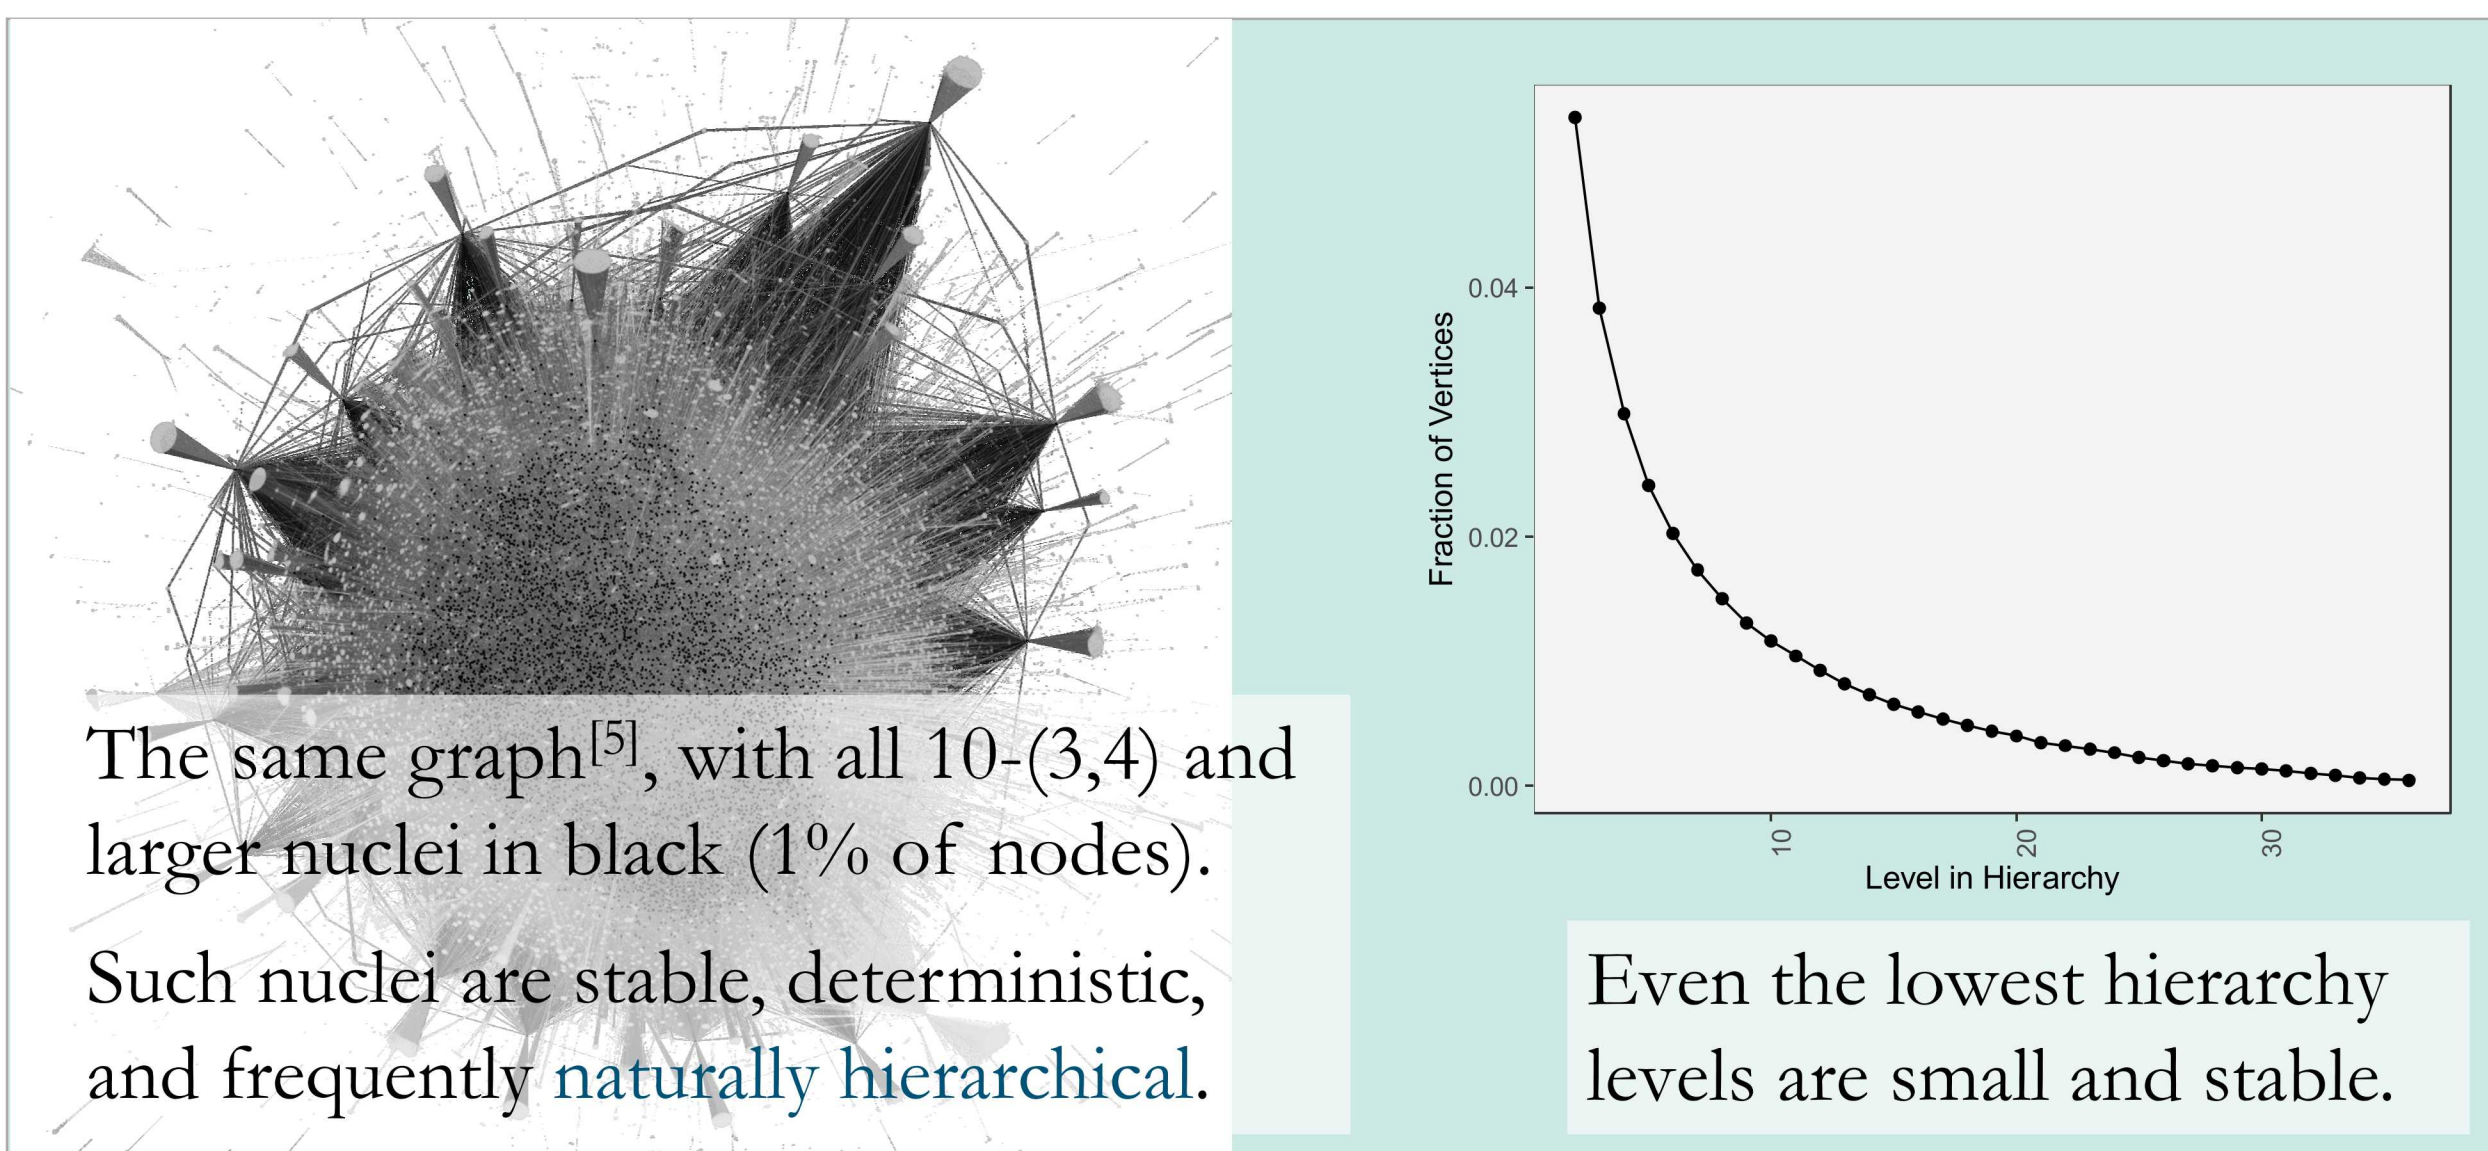 The same graph[5], with all 10-(3,4) and
larger nuclei in black (1% of nodes).
Such nuclei are stable, deterministic,
and frequently naturally hierarchical.
Fraction of Vertices
0.04
0.02
0.00
10
20
30
Level in Hierarchy
Even the lowest hierarchy
levels are small and stable.